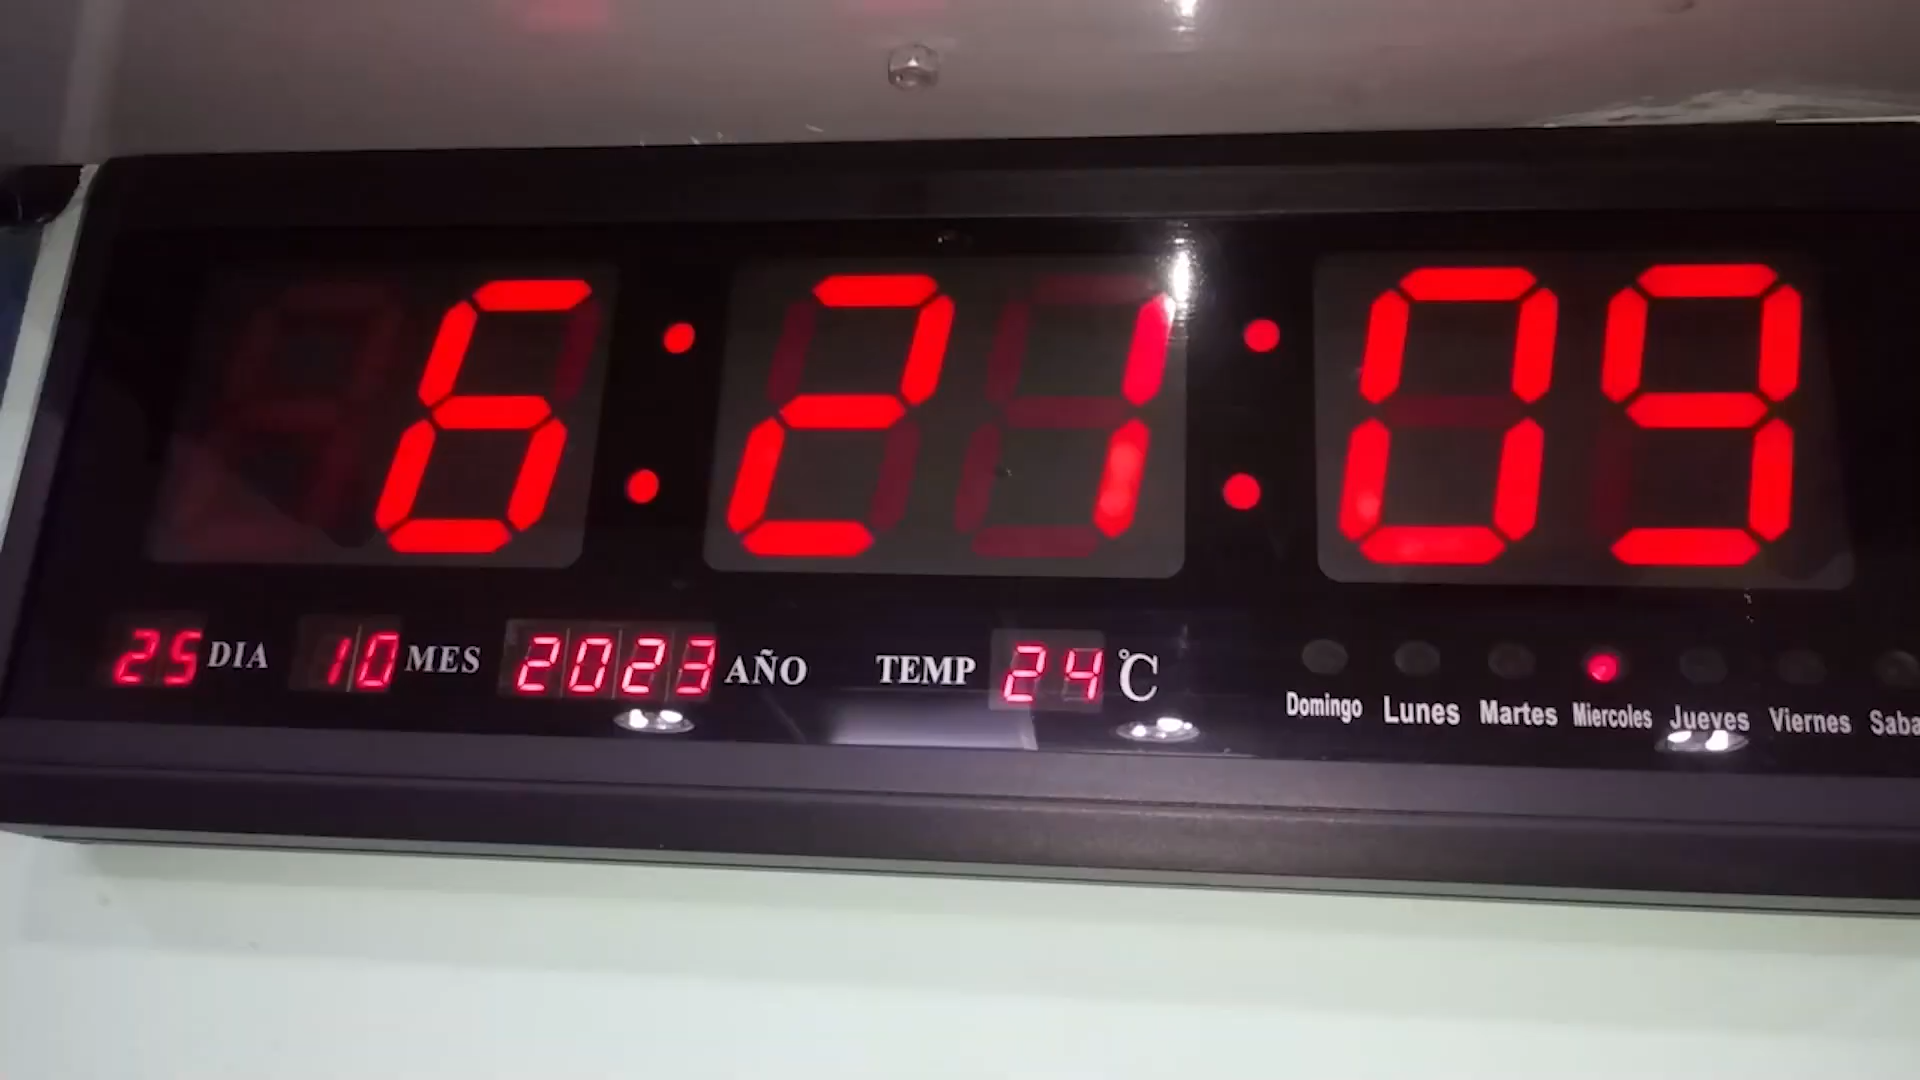 6:21:09
25 DIA 10 MES 2023 AÑO TEMP 24 °C
Domingo Lunes Martes Miercoles Jueves Viernes Saba